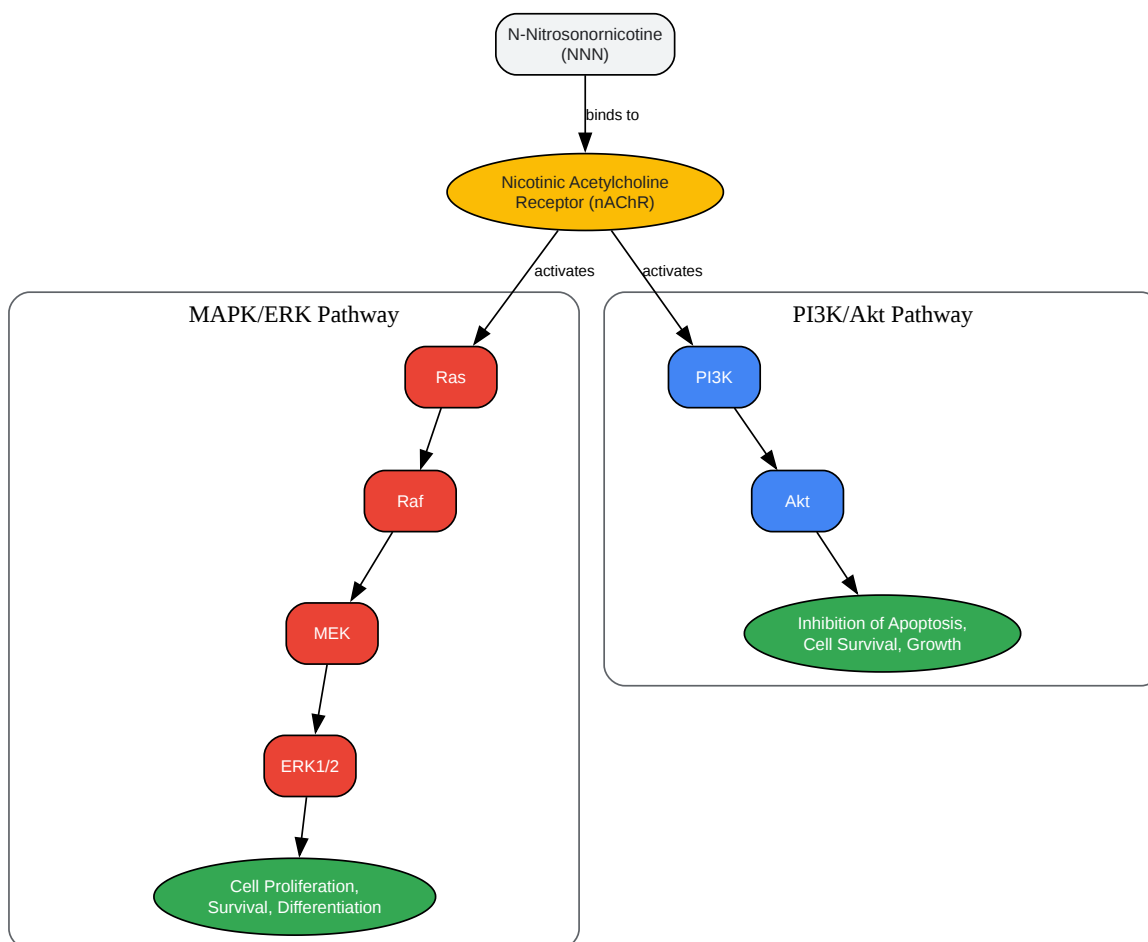 N-Nitrosonornicotine
(NNN)
binds to
Nicotinic Acetylcholine
Receptor (nAChR)
activates
activates
MAPK/ERK Pathway
PI3K/Akt Pathway
Ras
PI3K
Raf
Akt
MEK
Inhibition of Apoptosis,
Cell Survival, Growth
ERK1/2
Cell Proliferation,
Survival, Differentiation